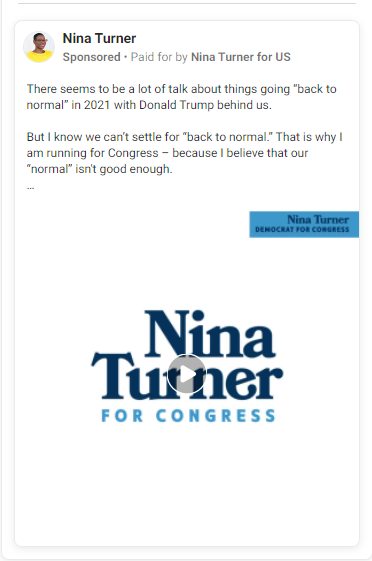 Nina Turner
Sponsored • Paid for by Nina Turner for US
There seems to be a lot of talk about things going “back to
normal” in 2021 with Donald Trump behind us.
But I know we can’t settle for “back to normal.” That is why I
am running for Congress – because I believe that our
“normal” isn't good enough.
...
Nina Turner
DEMOCRAT FOR CONGRESS
Nina
Turner
FOR CONGRESS